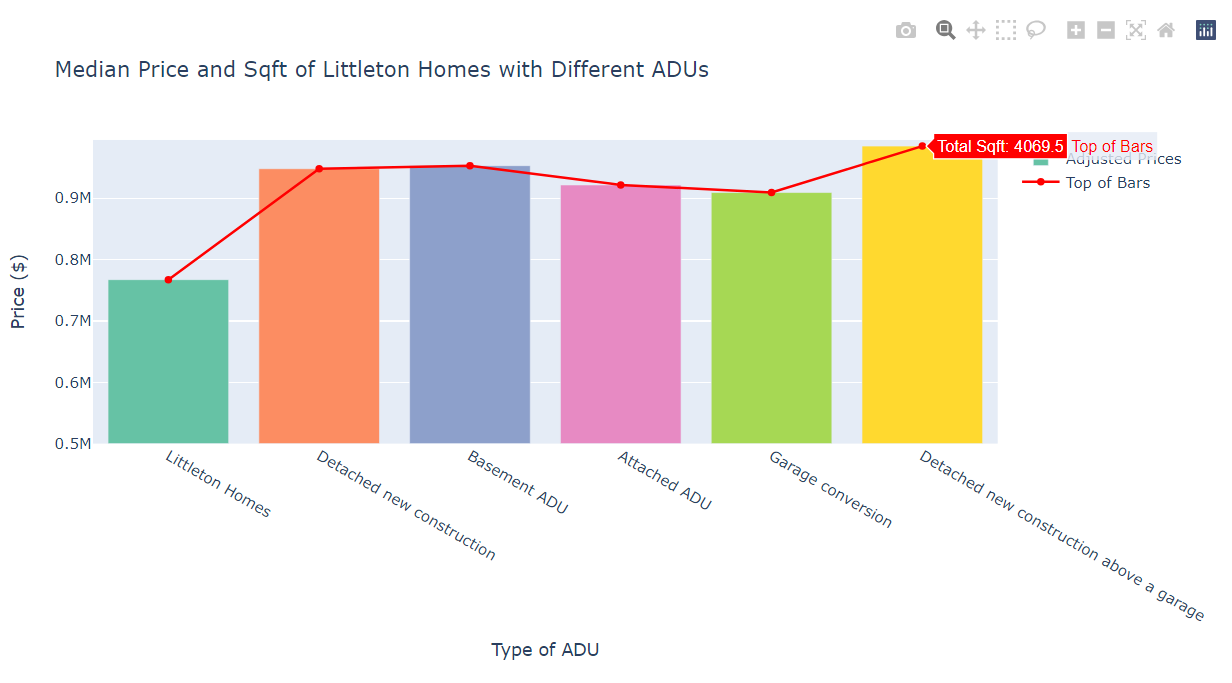 Median Price and Sqft of Littleton Homes with Different ADUs
Total Sqft: 4069.5
Top of Bars
Adjusted Prices
Top of Bars
Price ($)
0.9M
0.8M
0.7M
0.6M
0.5M
Littleton Homes
Detached new construction
Basement ADU
Attached ADU
Garage conversion
Detached new construction above a garage
Type of ADU